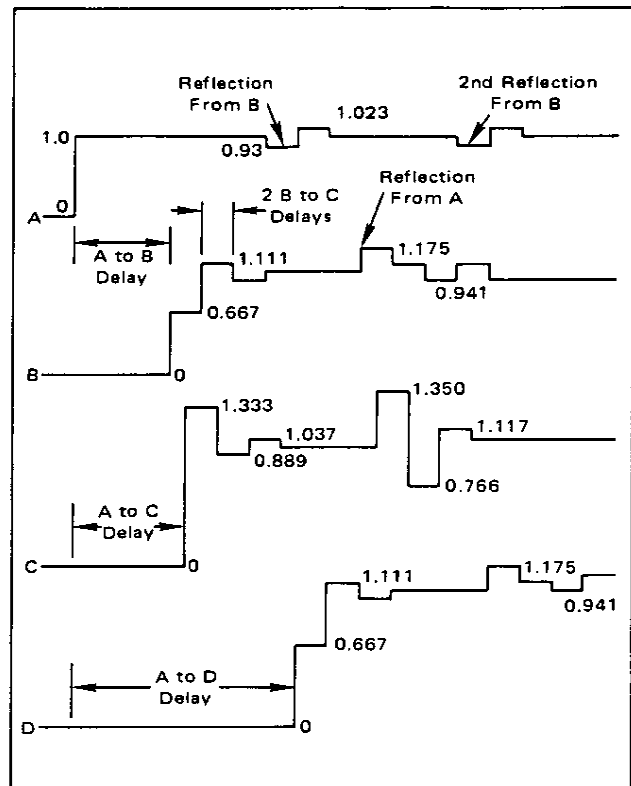 Reflection
From B
2nd Reflection
From B
1.023
1.0
0.93
A
0
Reflection
From A
2 B to C
Delays
A to B
Delay
1.111
1.175
0.941
0.667
B
0
1.333
1.350
1.037
1.117
0.889
0.766
A to C
Delay
C
0
1.111
1.175
0.941
0.667
A to D
Delay
D
0